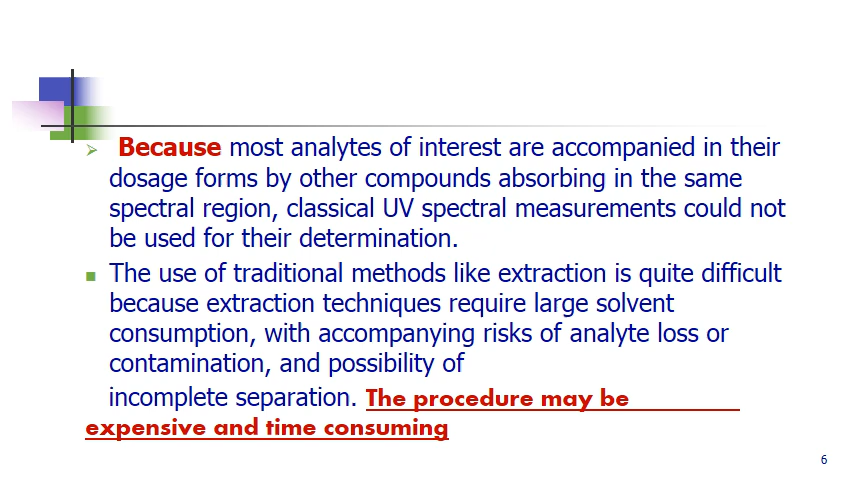 Because most analytes of interest are accompanied in their
dosage forms by other compounds absorbing in the same
spectral region, classical UV spectral measurements could not
be used for their determination.
The use of traditional methods like extraction is quite difficult
because extraction techniques require large solvent
consumption, with accompanying risks of analyte loss or
contamination, and possibility of
incomplete separation. The procedure may be
expensive and time consuming
6